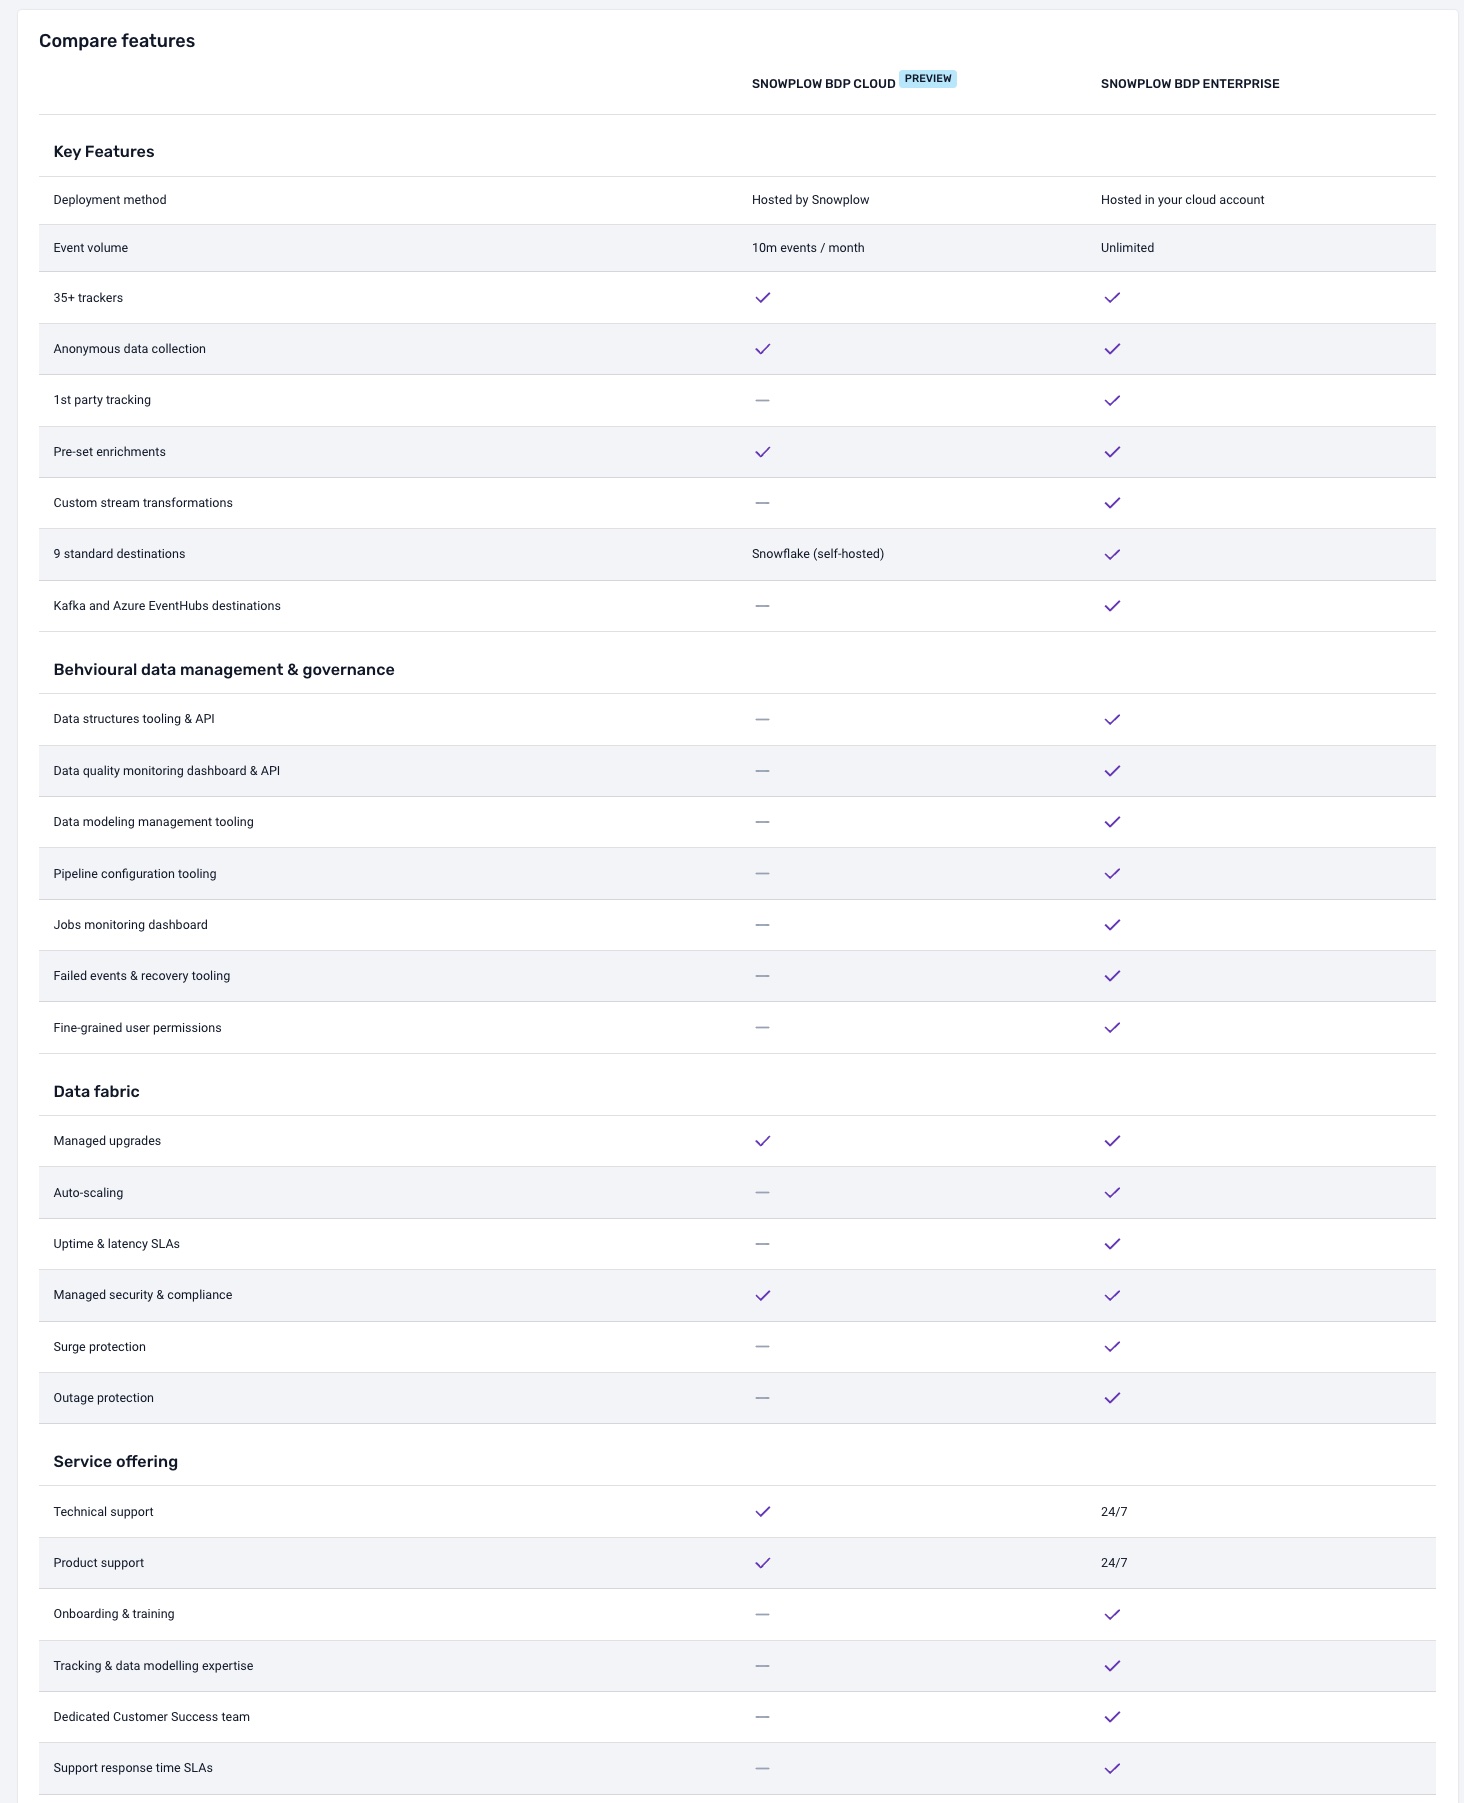 Compare features
SNOWPLOW BDP CLOUD PREVIEW SNOWPLOW BDP ENTERPRISE
Key Features
Deployment method Hosted by Snowplow Hosted in your cloud account
Event volume 10m events / month Unlimited
35+ trackers
Anonymous data collection
1st party tracking
Pre-set enrichments
Custom stream transformations
9 standard destinations Snowflake (self-hosted)
Kafka and Azure EventHubs destinations
Behvioural data management & governance
Data structures tooling & API
Data quality monitoring dashboard & API
Data modeling management tooling
Pipeline configuration tooling
Jobs monitoring dashboard
Failed events & recovery tooling
Fine-grained user permissions
Data fabric
Managed upgrades
Auto-scaling
Uptime & latency SLAs
Managed security & compliance
Surge protection
Outage protection
Service offering
Technical support 24/7
Product support 24/7
Onboarding & training
Tracking & data modelling expertise
Dedicated Customer Success team
Support response time SLAs